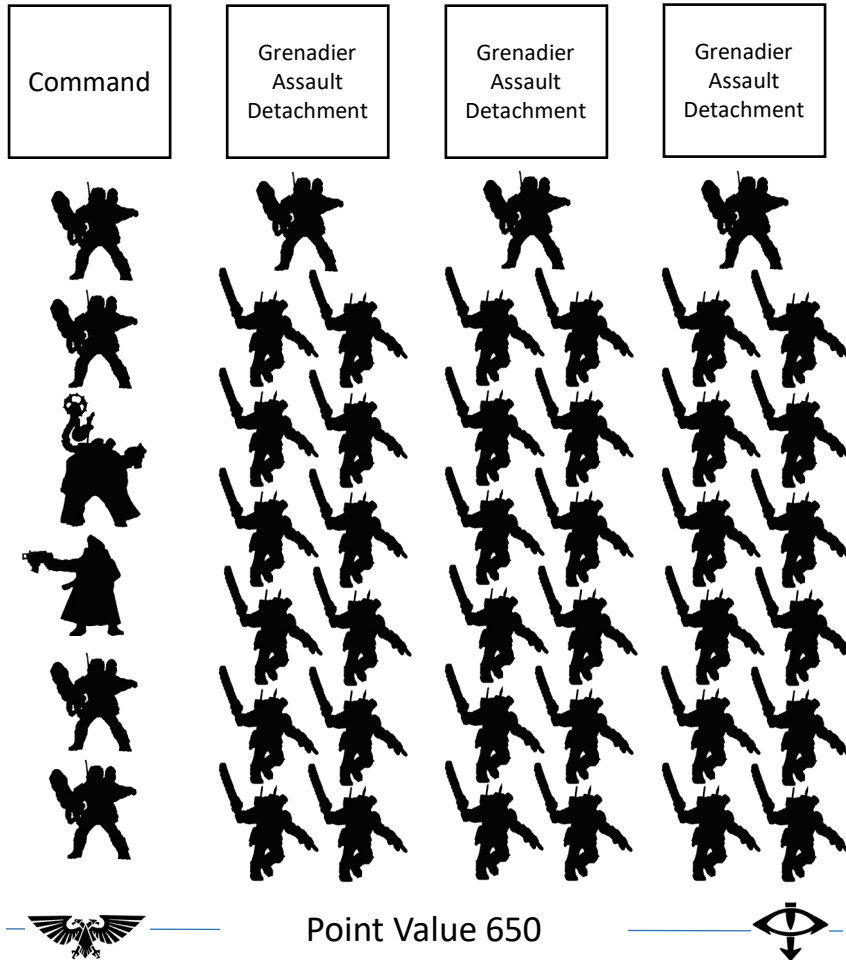 Command
Grenadier
Assault
Detachment
Grenadier
Assault
Detachment
Grenadier
Assault
Detachment
Point Value 650